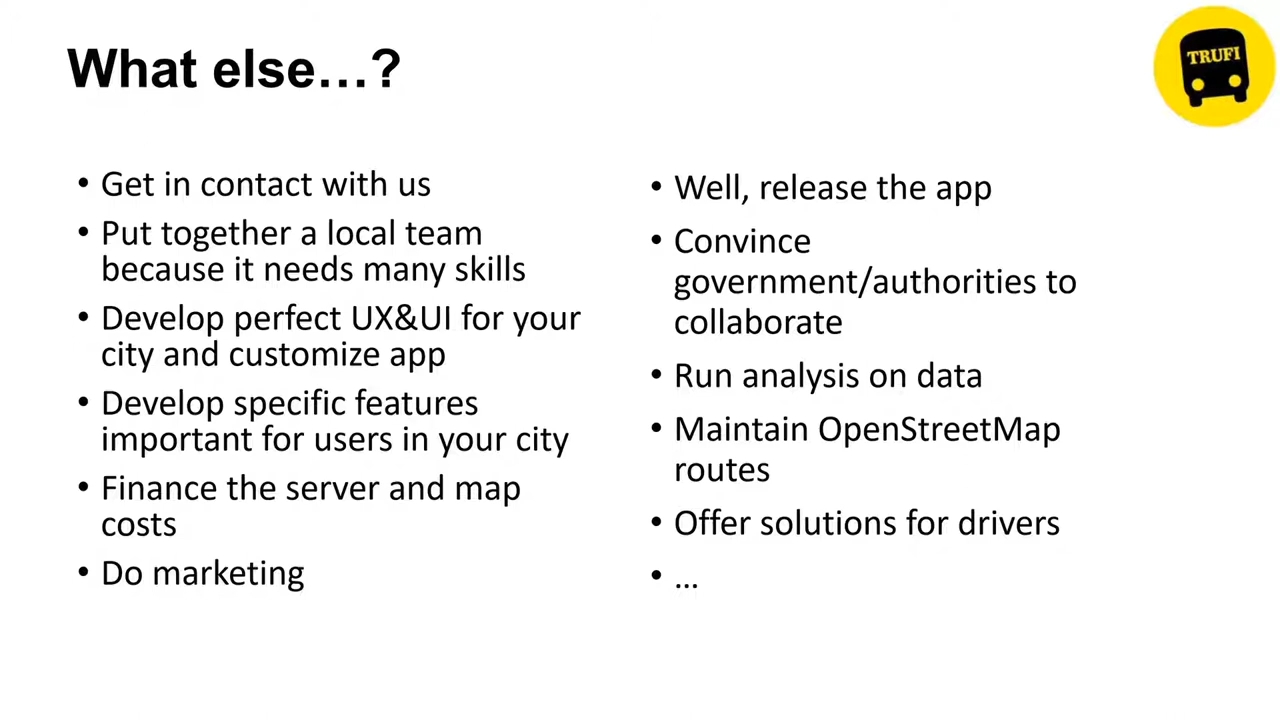 What else…?
TRUFI
• Get in contact with us
• Put together a local team
because it needs many skills
• Develop perfect UX&UI for your
city and customize app
• Develop specific features
important for users in your city
• Finance the server and map
costs
• Do marketing
• Well, release the app
• Convince
government/authorities to
collaborate
• Run analysis on data
• Maintain OpenStreetMap
routes
• Offer solutions for drivers
• …